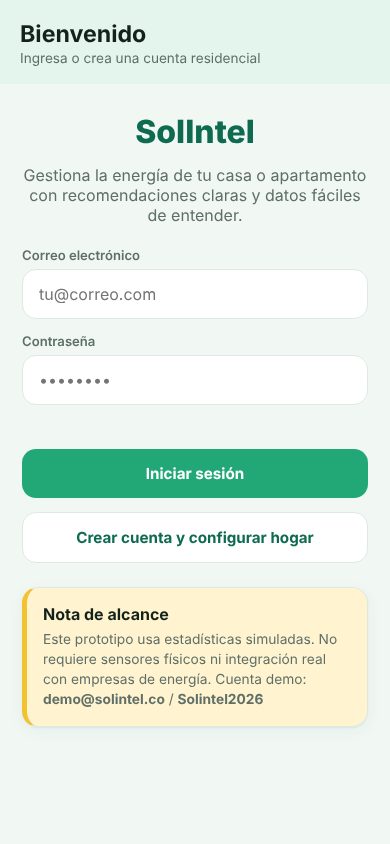 Bienvenido
Ingresa o crea una cuenta residencial
SolIntel
Gestiona la energía de tu casa o apartamento
con recomendaciones claras y datos fáciles
de entender.
Correo electrónico
tu@correo.com
Contraseña
••••••••
Iniciar sesión
Crear cuenta y configurar hogar
Nota de alcance
Este prototipo usa estadísticas simuladas. No
requiere sensores físicos ni integración real
con empresas de energía. Cuenta demo:
demo@solintel.co / Solintel2026